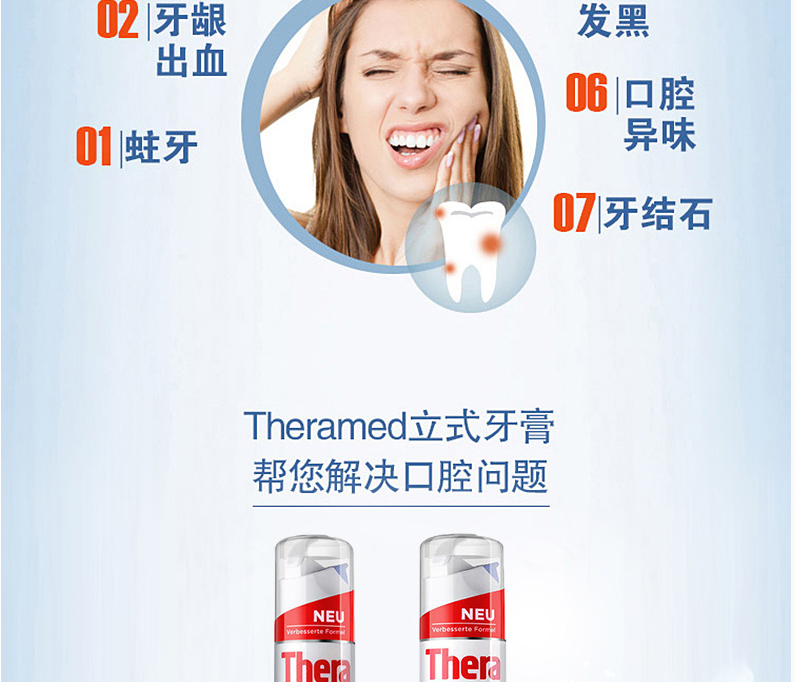 02 牙龈
出血
01 蛀牙
发黑
06 口腔
异味
07 牙结石
Theramed立式牙膏
帮您解决口腔问题
NEU
Verbesserte Formel
Thera
NEU
Verbesserte Formel
Thera